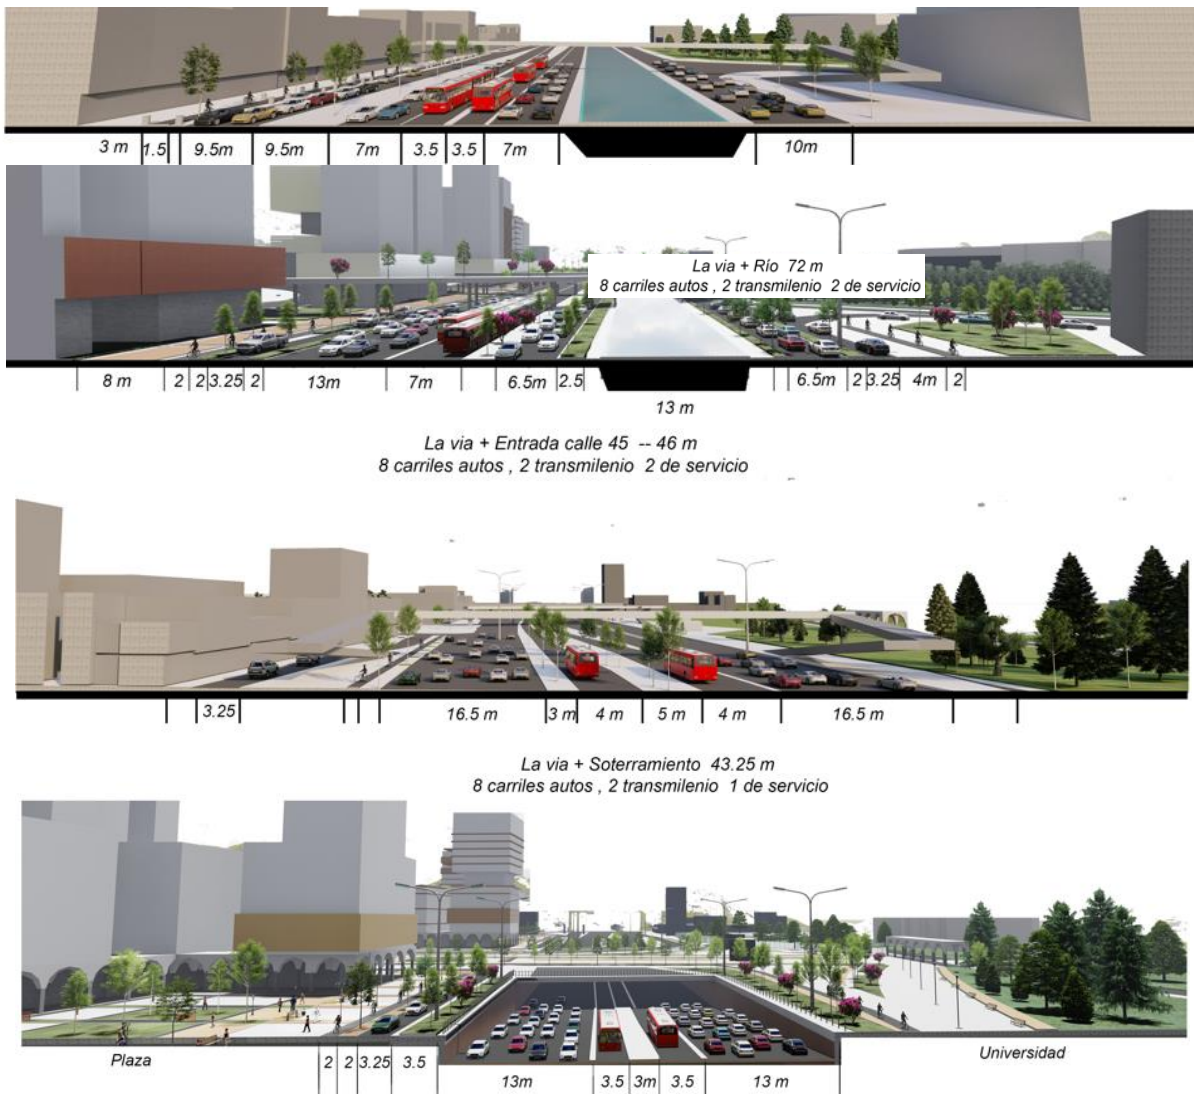 3 m 1.5 9.5m 9.5m 7m 3.5 3.5 7m 10m
La via + Río 72 m
8 carriles autos , 2 transmilenio 2 de servicio
8 m 2 2 3.25 2 13m 7m 6.5m 2.5 6.5m 2 3.25 4m 2
13 m
La via + Entrada calle 45 -- 46 m
8 carriles autos , 2 transmilenio 2 de servicio
3.25 16.5 m 3 m 4 m 5 m 4 m 16.5 m
La via + Soterramiento 43.25 m
8 carriles autos , 2 transmilenio 1 de servicio
Plaza Universidad
2 2 3.25 3.5 13m 3.5 3m 3.5 13 m